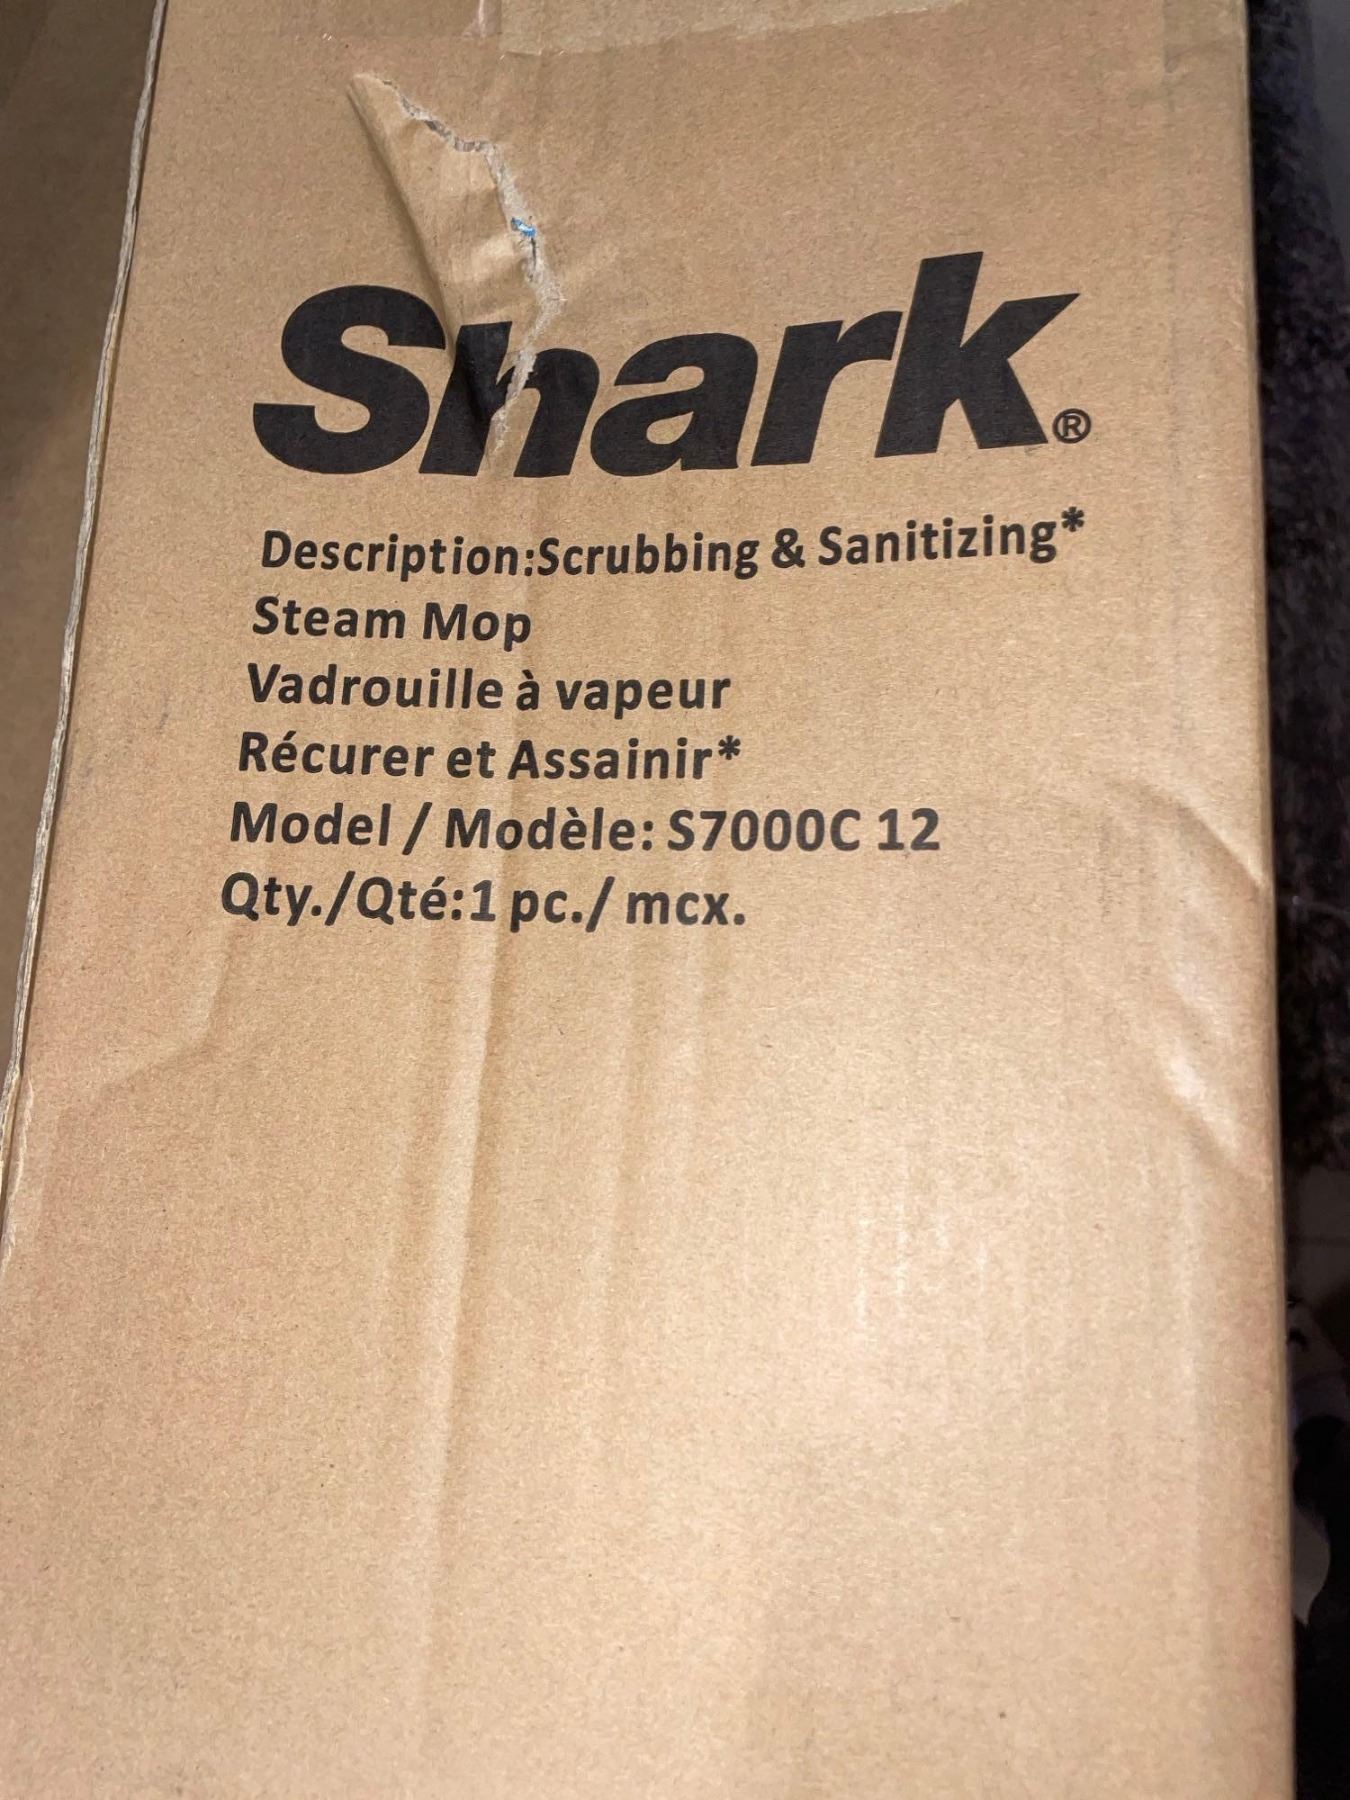 Shark®
Description:Scrubbing & Sanitizing*
Steam Mop
Vadrouille à vapeur
Récurer et Assainir*
Model / Modèle: S7000C 12
Qty./Qté:1 pc./ mcx.